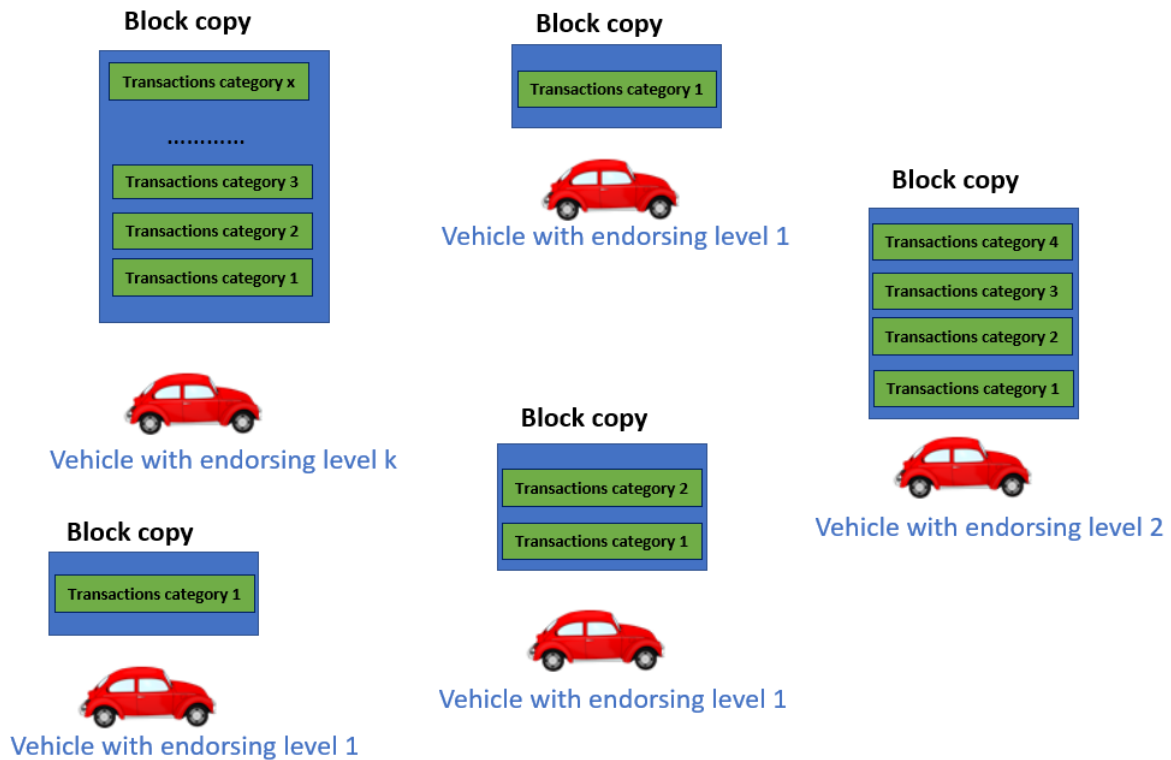 Block copy
Transactions category x
............
Transactions category 3
Transactions category 2
Transactions category 1
Vehicle with endorsing level k
Block copy
Transactions category 1
Vehicle with endorsing level 1
Block copy
Transactions category 4
Transactions category 3
Transactions category 2
Transactions category 1
Vehicle with endorsing level 2
Block copy
Transactions category 2
Transactions category 1
Vehicle with endorsing level 1
Block copy
Transactions category 1
Vehicle with endorsing level 1